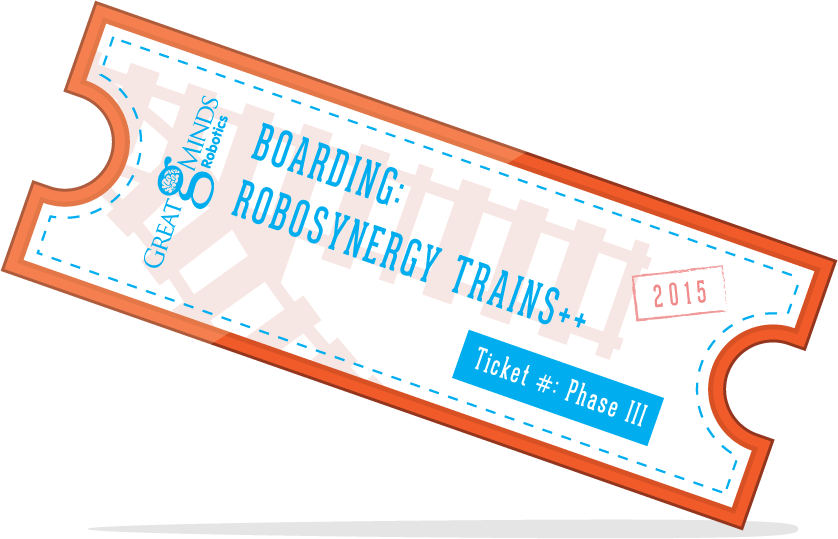 GREAT MINDS
Robotics
BOARDING:
ROBOSYNERGY TRAINS++
2015
Ticket #: Phase III